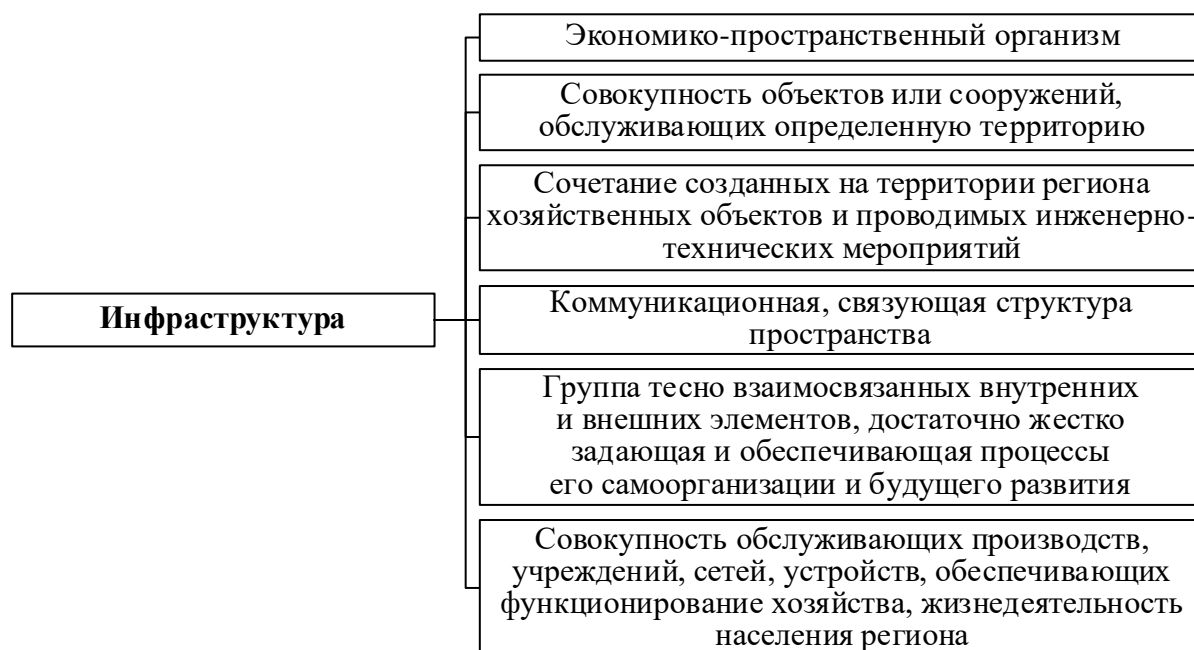 Экономико-пространственный организм
Совокупность объектов или сооружений,
обслуживающих определенную территорию
Сочетание созданных на территории региона
хозяйственных объектов и проводимых инженерно-
технических мероприятий
Инфраструктура
Коммуникационная, связующая структура
пространства
Группа тесно взаимосвязанных внутренних
и внешних элементов, достаточно жестко
задающая и обеспечивающая процессы
его самоорганизации и будущего развития
Совокупность обслуживающих производств,
учреждений, сетей, устройств, обеспечивающих
функционирование хозяйства, жизнедеятельность
населения региона